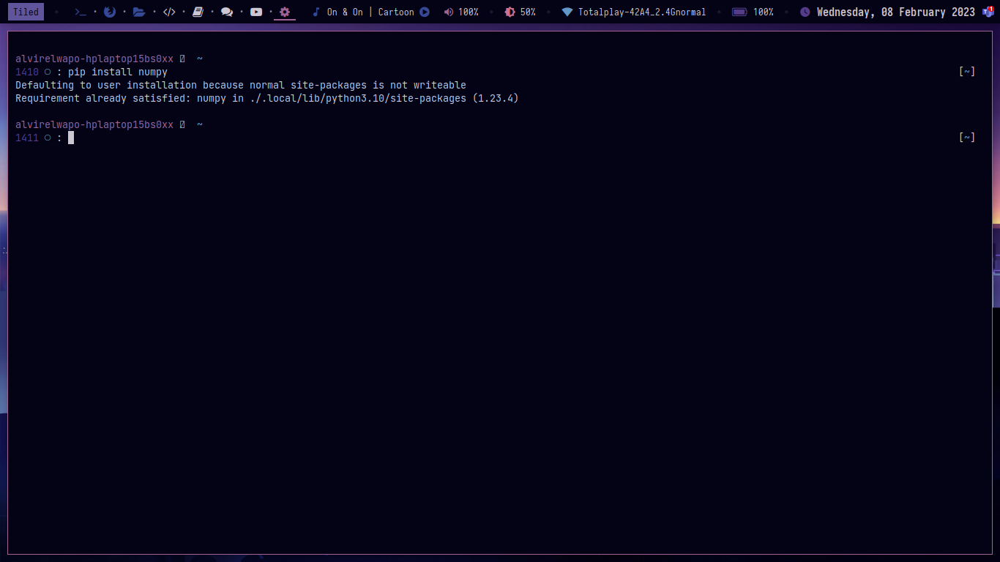 Tiled On & On | Cartoon 100% 50% Totalplay-42A4_2.4Gnormal 100% Wednesday, 08 February 2023 1
alvirelwapo-hplaptop15bs0xx ~
1410 ○ : pip install numpy [~]
Defaulting to user installation because normal site-packages is not writeable
Requirement already satisfied: numpy in ./.local/lib/python3.10/site-packages (1.23.4)
alvirelwapo-hplaptop15bs0xx ~
1411 ○ : [~]